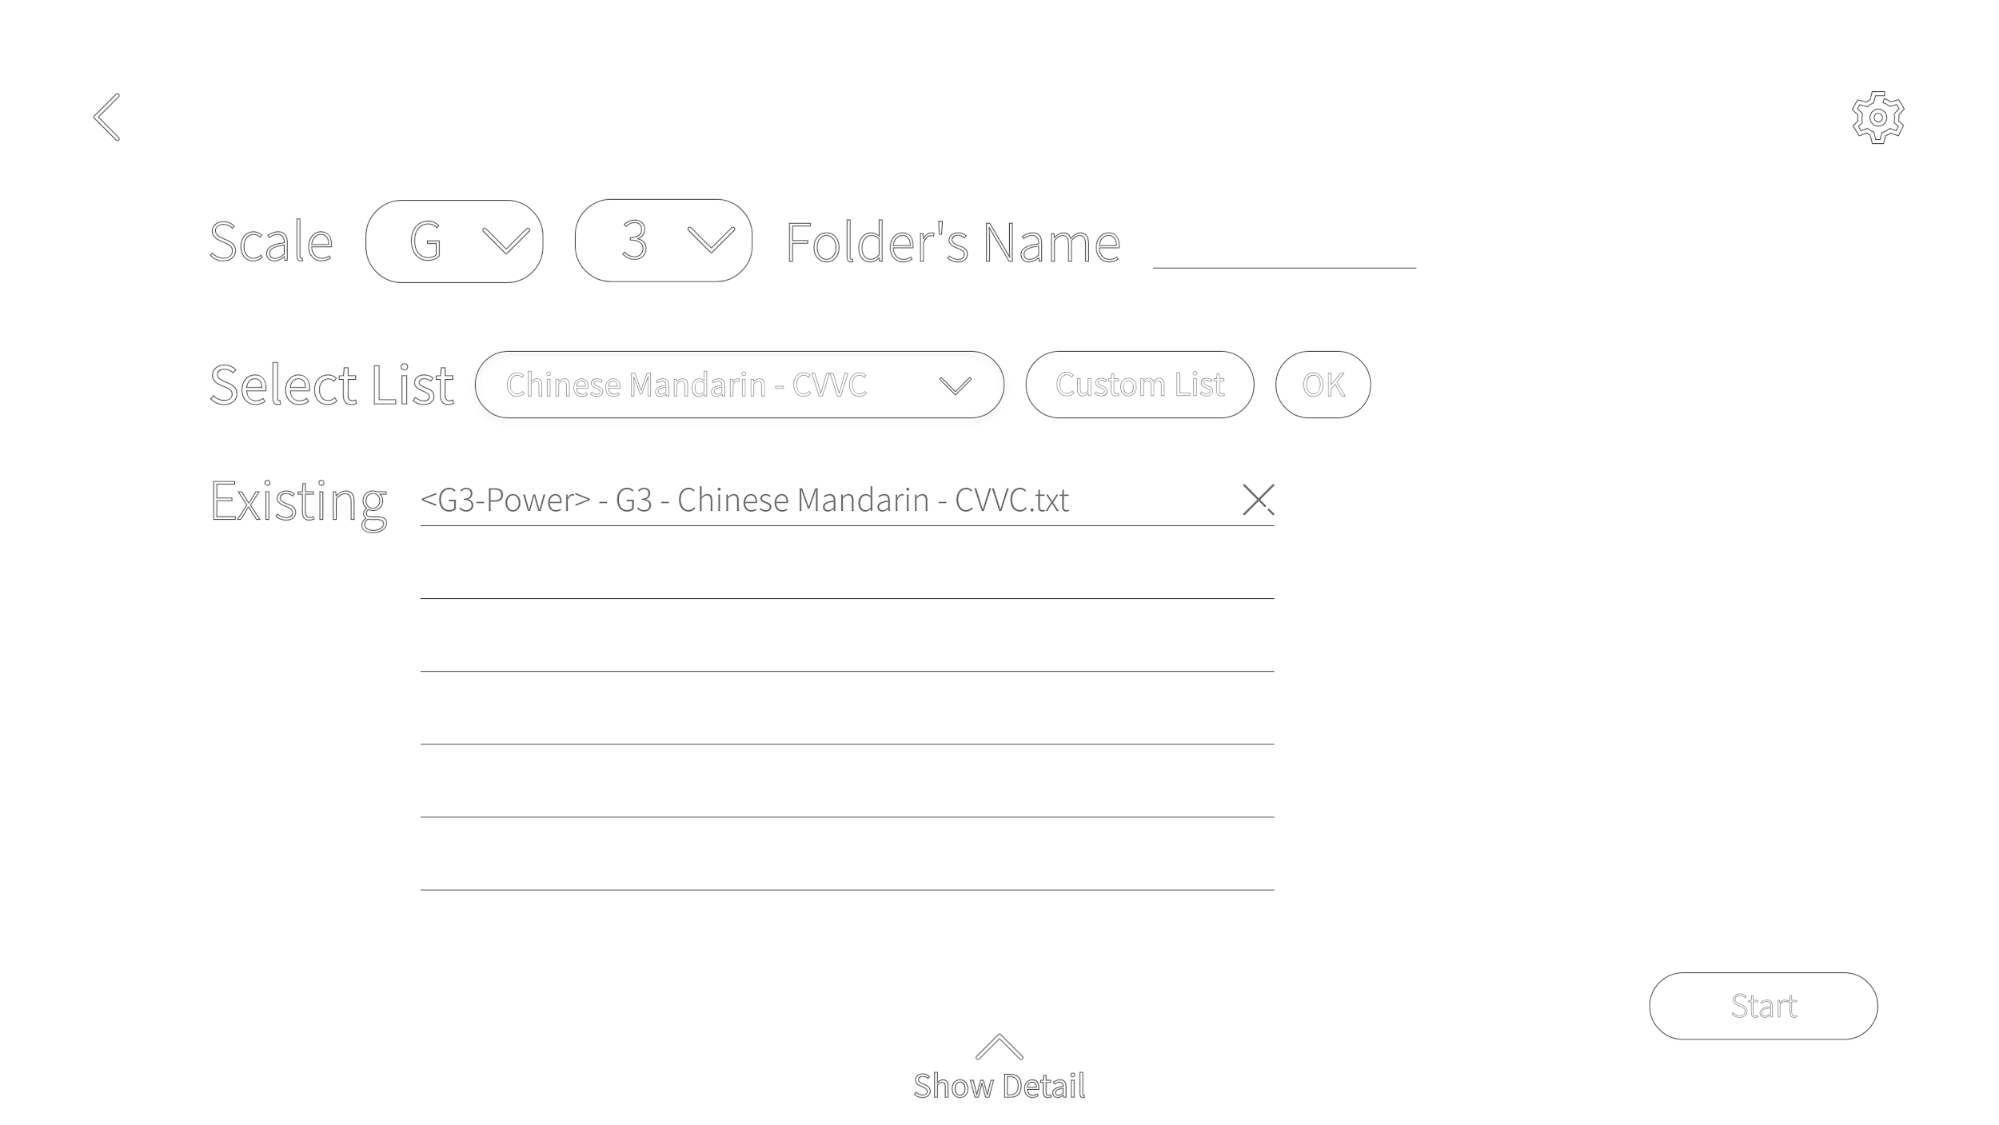 Scale G 3 Folder's Name
Select List Chinese Mandarin - CVVC Custom List OK
Existing <G3-Power> - G3 - Chinese Mandarin - CVVC.txt
Start
Show Detail